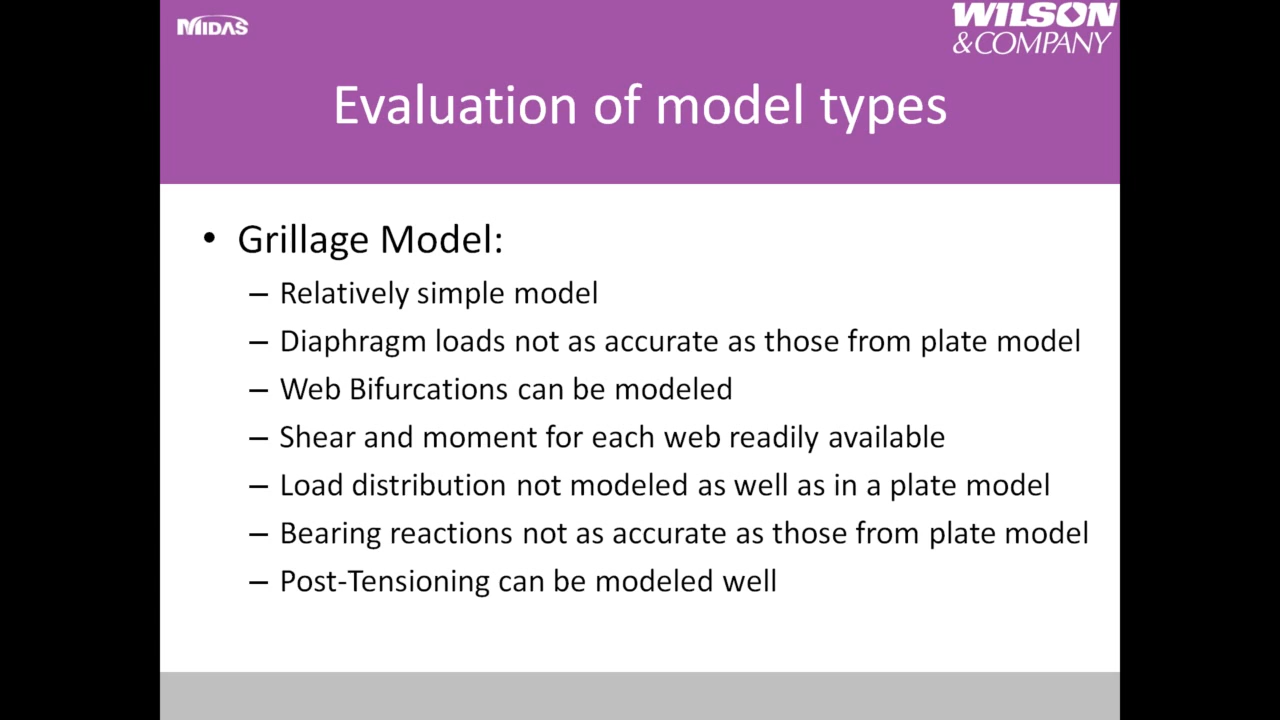 MIDAS
WILSON
&COMPANY
Evaluation of model types
• Grillage Model:
– Relatively simple model
– Diaphragm loads not as accurate as those from plate model
– Web Bifurcations can be modeled
– Shear and moment for each web readily available
– Load distribution not modeled as well as in a plate model
– Bearing reactions not as accurate as those from plate model
– Post-Tensioning can be modeled well